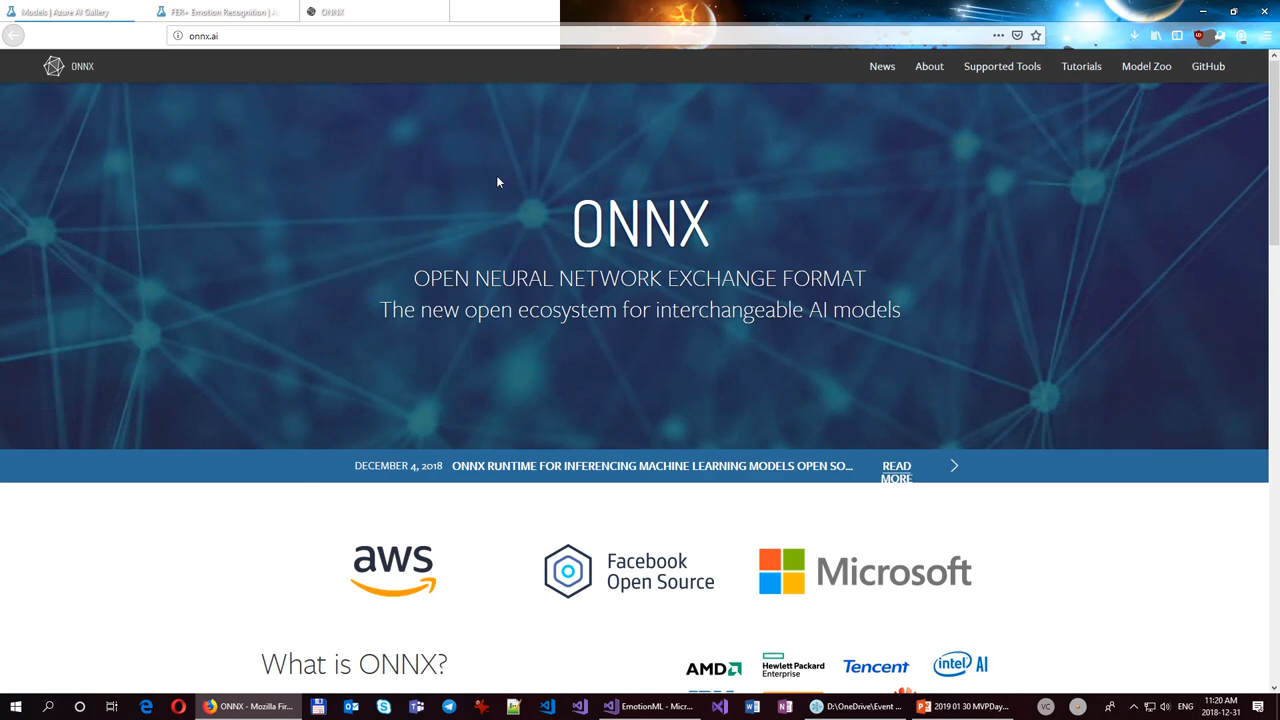 Models | Azure AI Gallery
FER+ Emotion Recognition |
ONNX
onnx.ai
ONNX
News
About
Supported Tools
Tutorials
Model Zoo
GitHub
ONNX
OPEN NEURAL NETWORK EXCHANGE FORMAT
The new open ecosystem for interchangeable AI models
DECEMBER 4, 2018
ONNX RUNTIME FOR INFERENCING MACHINE LEARNING MODELS OPEN SO...
READ
MORE
aws
Facebook
Open Source
Microsoft
What is ONNX?
AMD
Hewlett Packard
Enterprise
Tencent
intel AI
ONNX - Mozilla Fir...
EmotionML - Micr...
D:\OneDrive\Event ...
2019 01 30 MVPDay...
VC
ENG
11:20 AM
2018-12-31